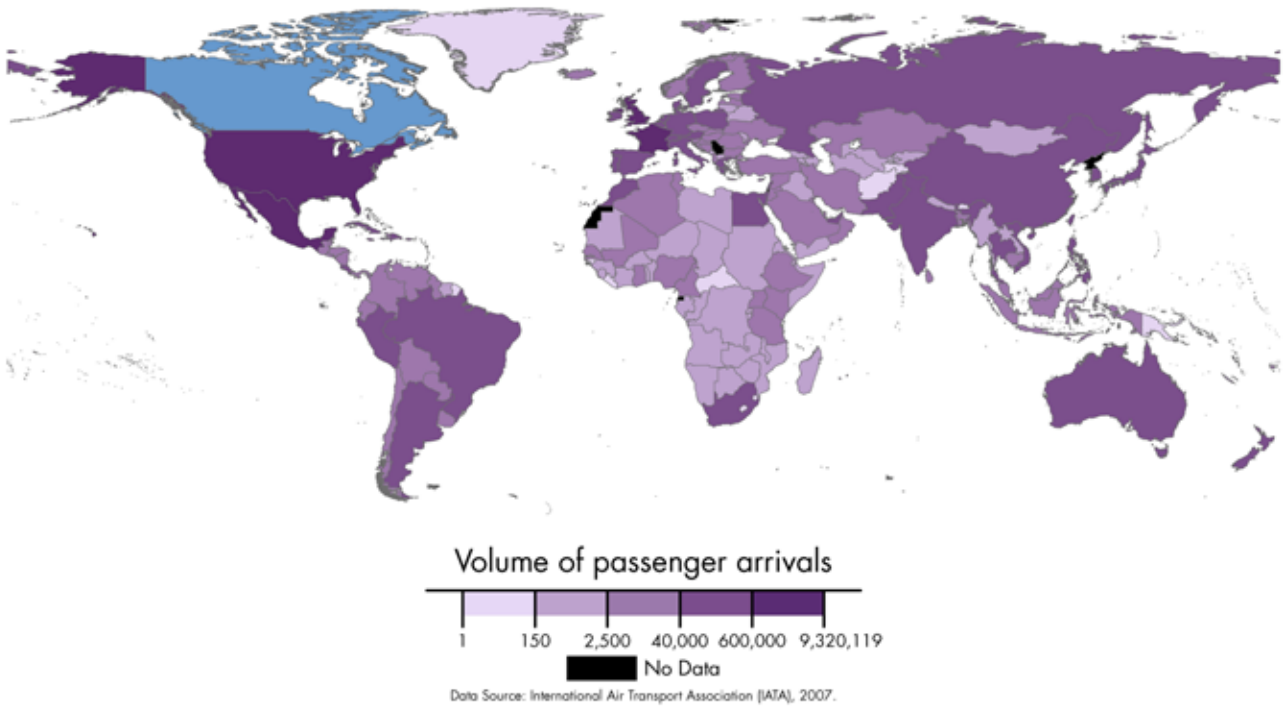 Volume of passenger arrivals
1 150 2,500 40,000 600,000 9,320,119
No Data
Data Source: International Air Transport Association (IATA), 2007.